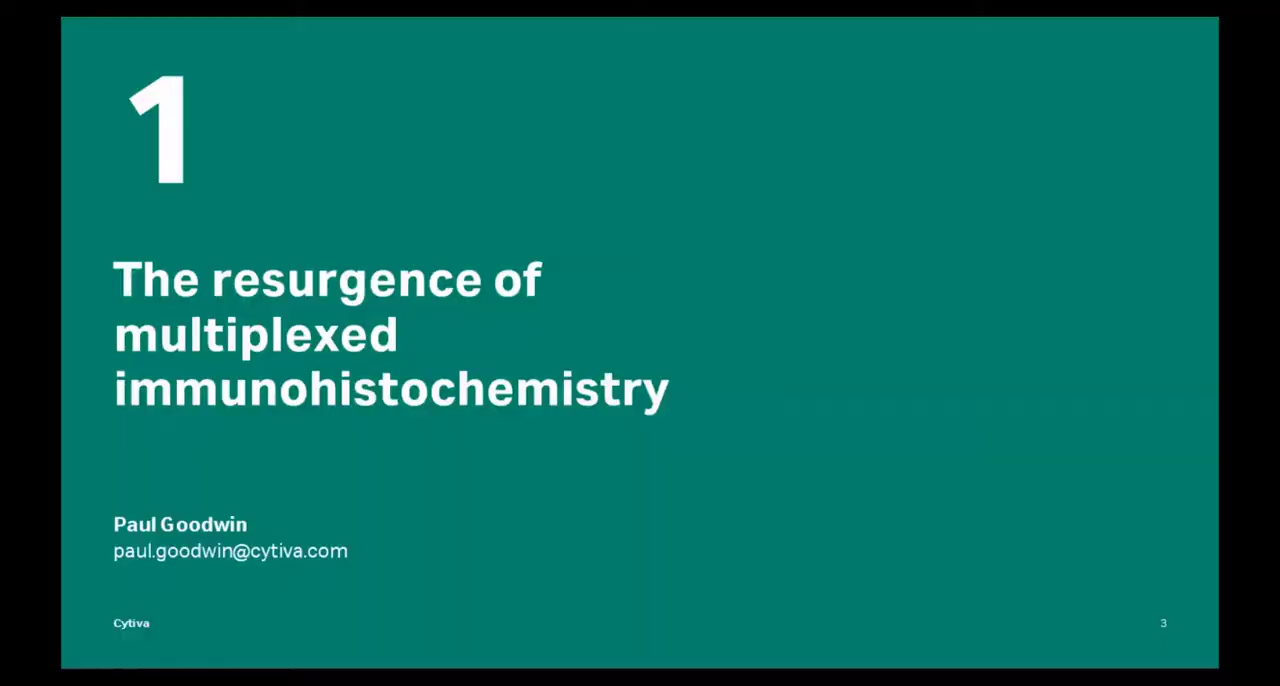 1
The resurgence of
multiplexed
immunohistochemistry
Paul Goodwin
paul.goodwin@cytiva.com
Cytiva
3